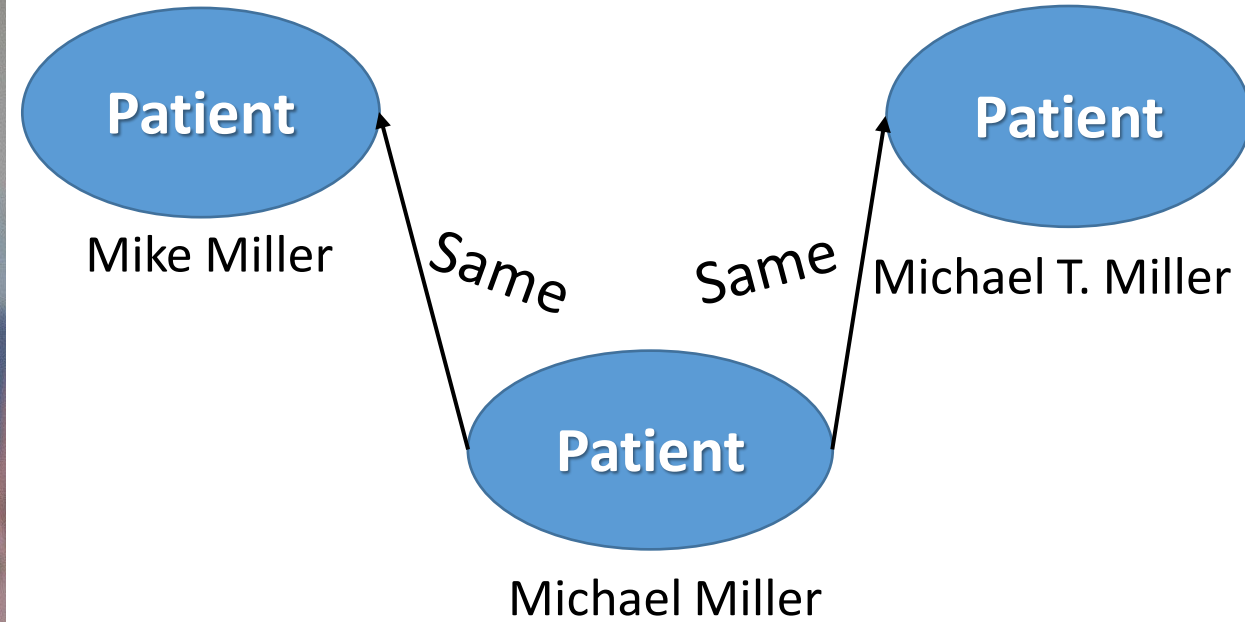 Patient
Patient
Mike Miller
Same
Same
Michael T. Miller
Patient
Michael Miller